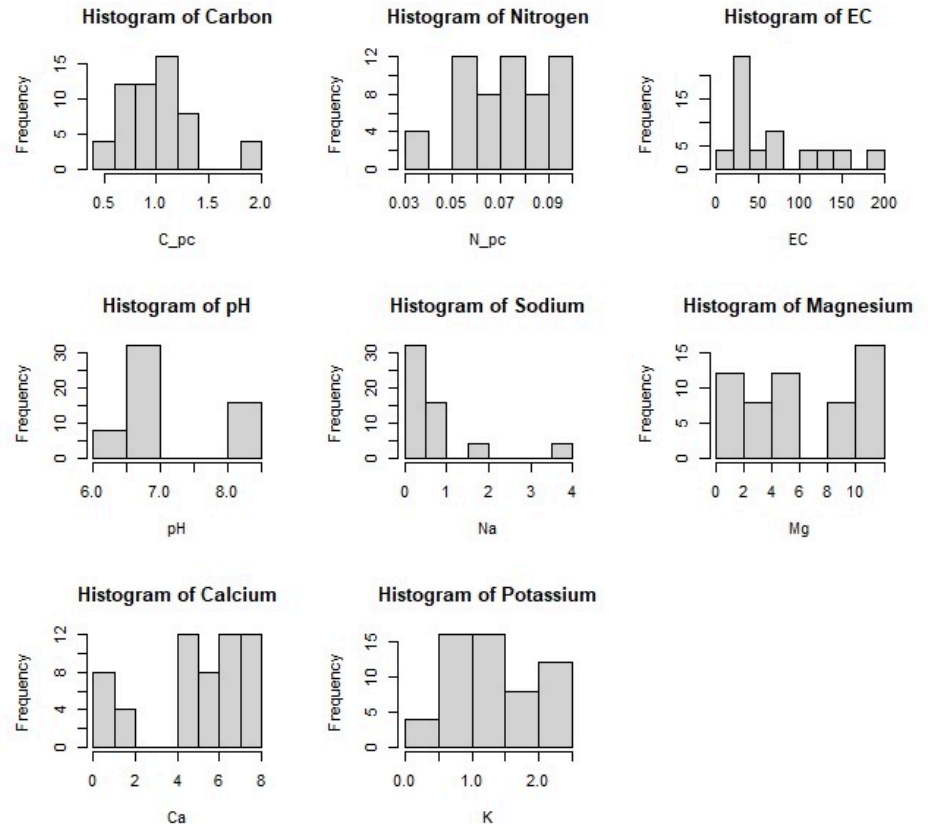 Histogram of Carbon
Frequency
0 5 10 15
0.5 1.0 1.5 2.0
C_pc
Histogram of Nitrogen
Frequency
0 4 8 12
0.03 0.05 0.07 0.09
N_pc
Histogram of EC
Frequency
0 5 15
0 50 100 150 200
EC
Histogram of pH
Frequency
0 10 20 30
6.0 7.0 8.0
pH
Histogram of Sodium
Frequency
0 10 20 30
0 1 2 3 4
Na
Histogram of Magnesium
Frequency
0 5 10 15
0 2 4 6 8 10
Mg
Histogram of Calcium
Frequency
0 4 8 12
0 2 4 6 8
Ca
Histogram of Potassium
Frequency
0 5 10 15
0.0 1.0 2.0
K